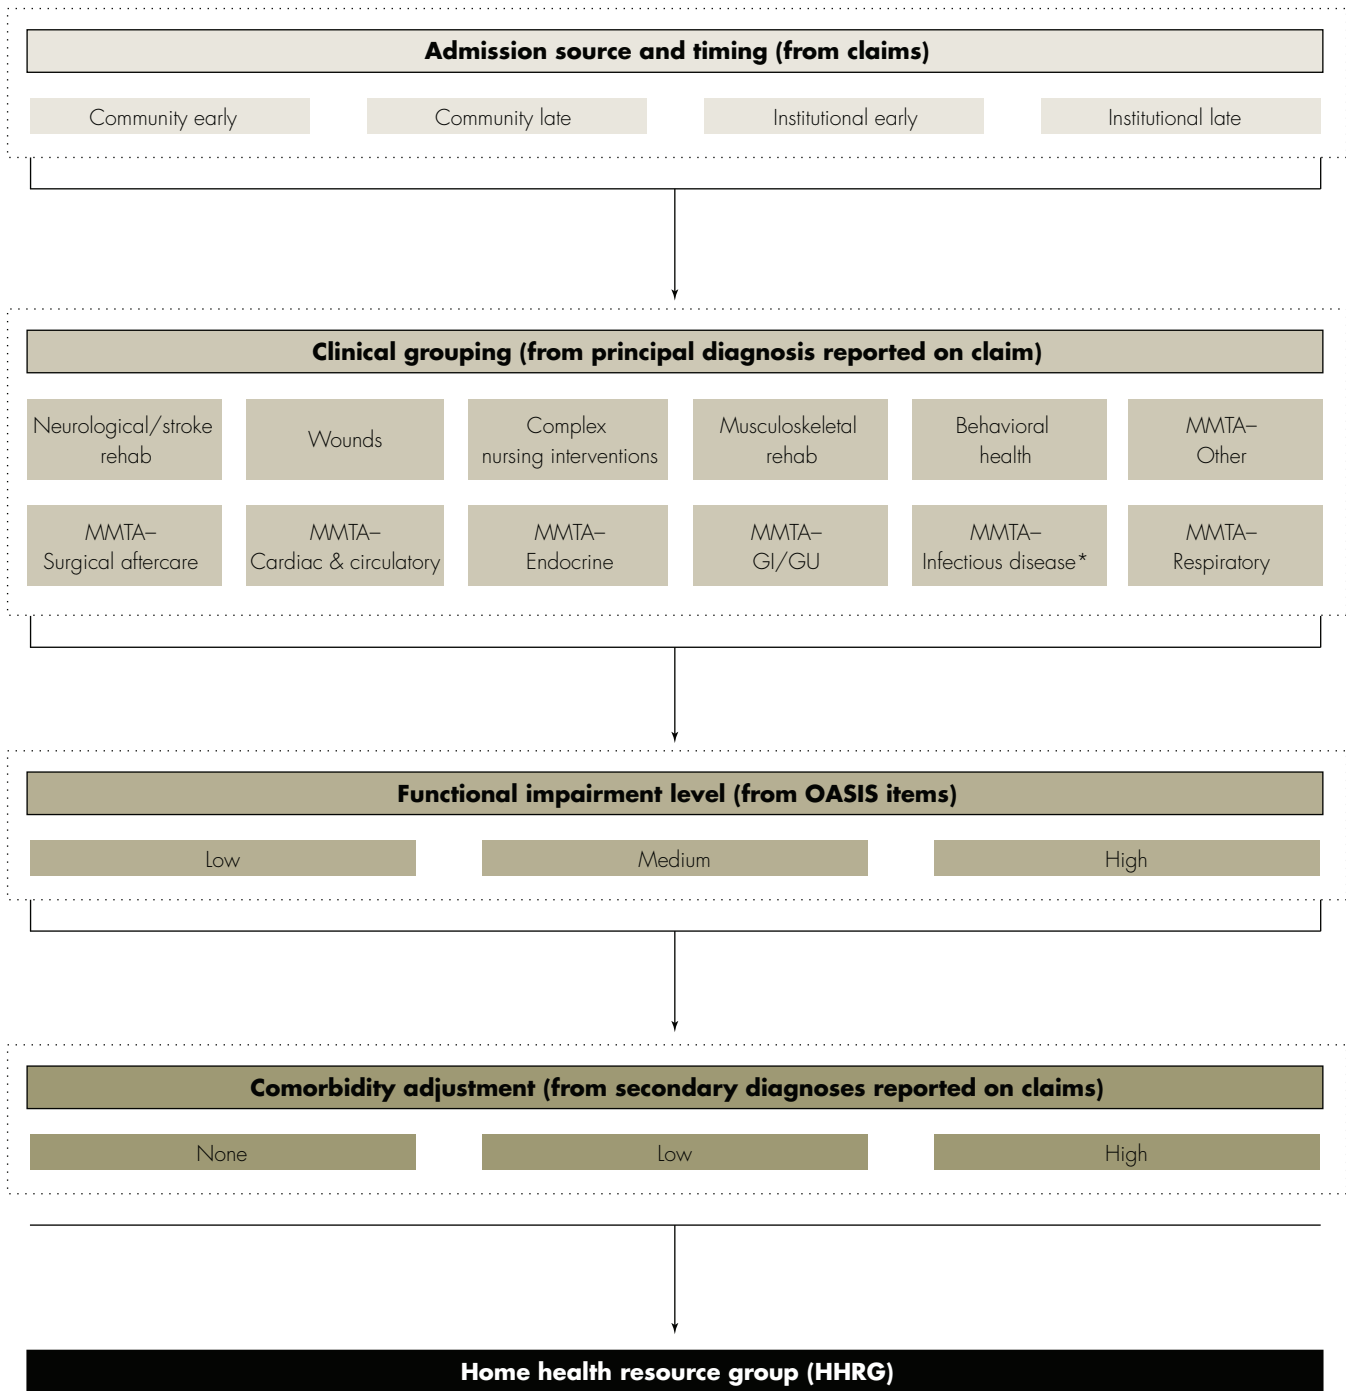 Admission source and timing (from claims)
Community early
Community late
Institutional early
Institutional late
Clinical grouping (from principal diagnosis reported on claim)
Neurological/stroke
rehab
Wounds
Complex
nursing interventions
Musculoskeletal
rehab
Behavioral
health
MMTA–
Other
MMTA–
Surgical aftercare
MMTA–
Cardiac & circulatory
MMTA–
Endocrine
MMTA–
GI/GU
MMTA–
Infectious disease*
MMTA–
Respiratory
Functional impairment level (from OASIS items)
Low
Medium
High
Comorbidity adjustment (from secondary diagnoses reported on claims)
None
Low
High
Home health resource group (HHRG)